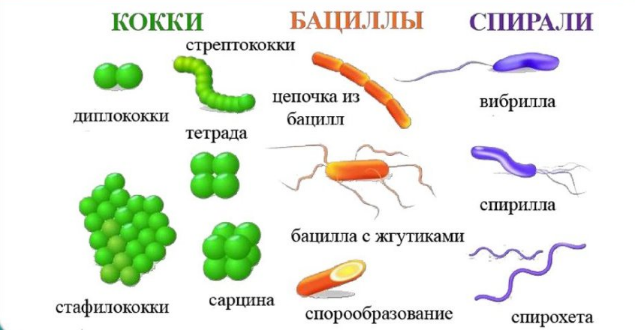 КОККИ
БАЦИЛЛЫ
СПИРАЛИ
стрептококки
диплококки
тетрада
стафилококки
сарцина
цепочка из
бацилл
бацилла с жгутиками
спорообразование
вибрилла
спирилла
спирохета